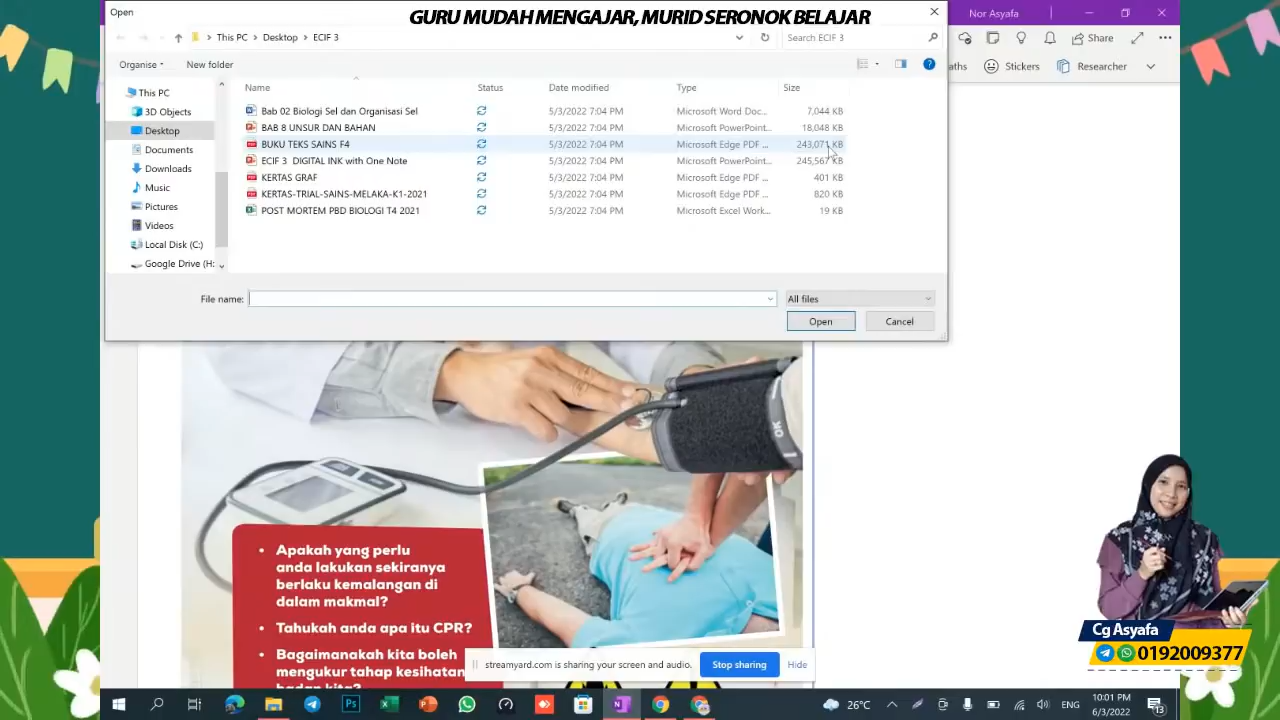 GURU MUDAH MENGAJAR, MURID SERONOK BELAJAR
Open
Nor Asyafa
This PC > Desktop > ECIF 3
Search ECIF 3
Share
Organise
New folder
aths
Stickers
Researcher
Name Status Date modified Type Size
This PC
3D Objects
Desktop
Documents
Downloads
Music
Pictures
Videos
Local Disk (C:)
Google Drive (H:
Bab 02 Biologi Sel dan Organisasi Sel 5/3/2022 7:04 PM Microsoft Word Doc... 7,044 KB
BAB 8 UNSUR DAN BAHAN 5/3/2022 7:04 PM Microsoft PowerPoint... 18,048 KB
BUKU TEKS SAINS F4 5/3/2022 7:04 PM Microsoft Edge PDF ... 243,071 KB
ECIF 3 DIGITAL INK with One Note 5/3/2022 7:04 PM Microsoft PowerPoint... 245,567 KB
KERTAS GRAF 5/3/2022 7:04 PM Microsoft Edge PDF ... 401 KB
KERTAS-TRIAL-SAINS-MELAKA-K1-2021 5/3/2022 7:04 PM Microsoft Edge PDF ... 820 KB
POST MORTEM PBD BIOLOGI T4 2021 5/3/2022 7:04 PM Microsoft Excel Work... 19 KB
File name:
All files
Open
Cancel
OK
• Apakah yang perlu
anda lakukan sekiranya
berlaku kemalangan di
dalam makmal?
• Tahukah anda apa itu CPR?
• Bagaimanakah kita boleh
mengukur tahap kesihatan
badan kita?
streamyard.com is sharing your screen and audio.
Stop sharing
Hide
Cg Asyafa
0192009377
26°C
ENG
10:01 PM
6/3/2022
13